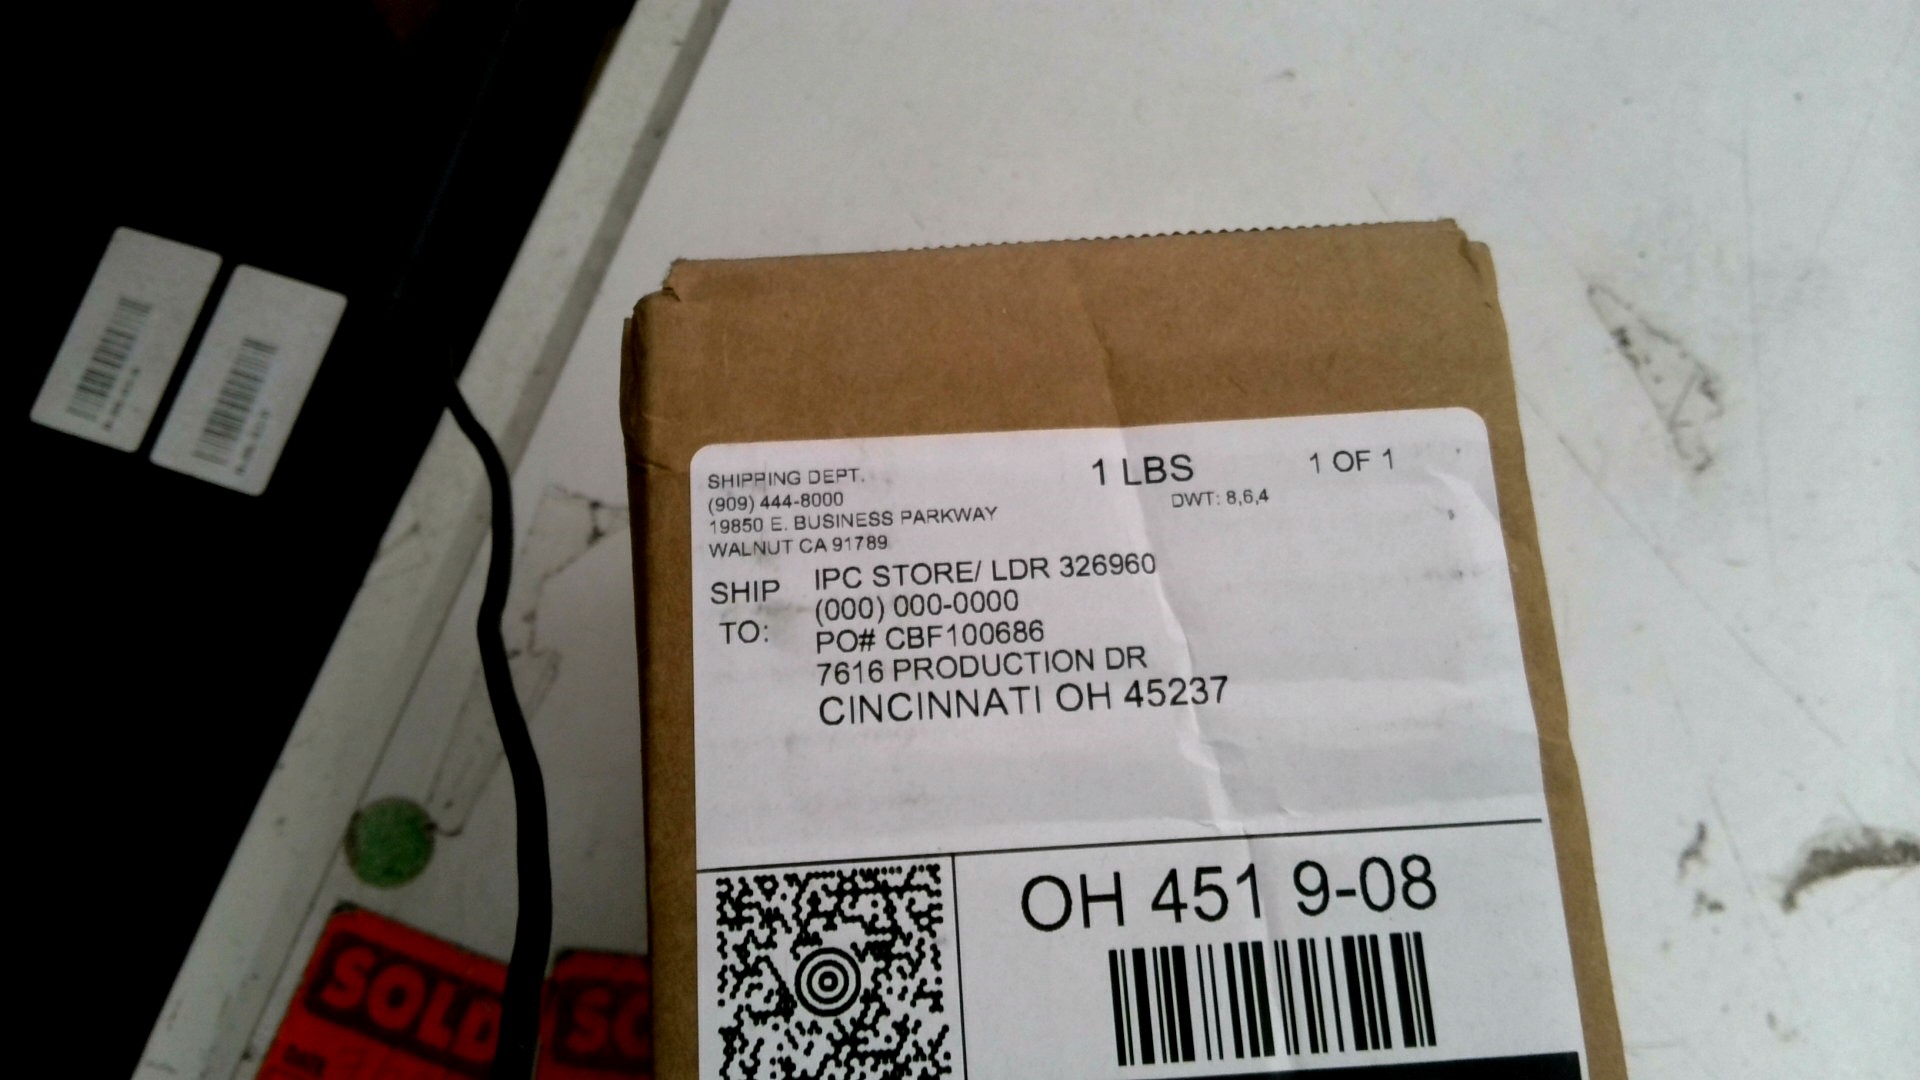 SHIPPING DEPT.
(909) 444-8000
19850 E. BUSINESS PARKWAY
WALNUT CA 91789
1 LBS
1 OF 1
DWT: 8,6,4
SHIP TO:
IPC STORE/ LDR 326960
(000) 000-0000
PO# CBF100686
7616 PRODUCTION DR
CINCINNATI OH 45237
OH 451 9-08
SOLD